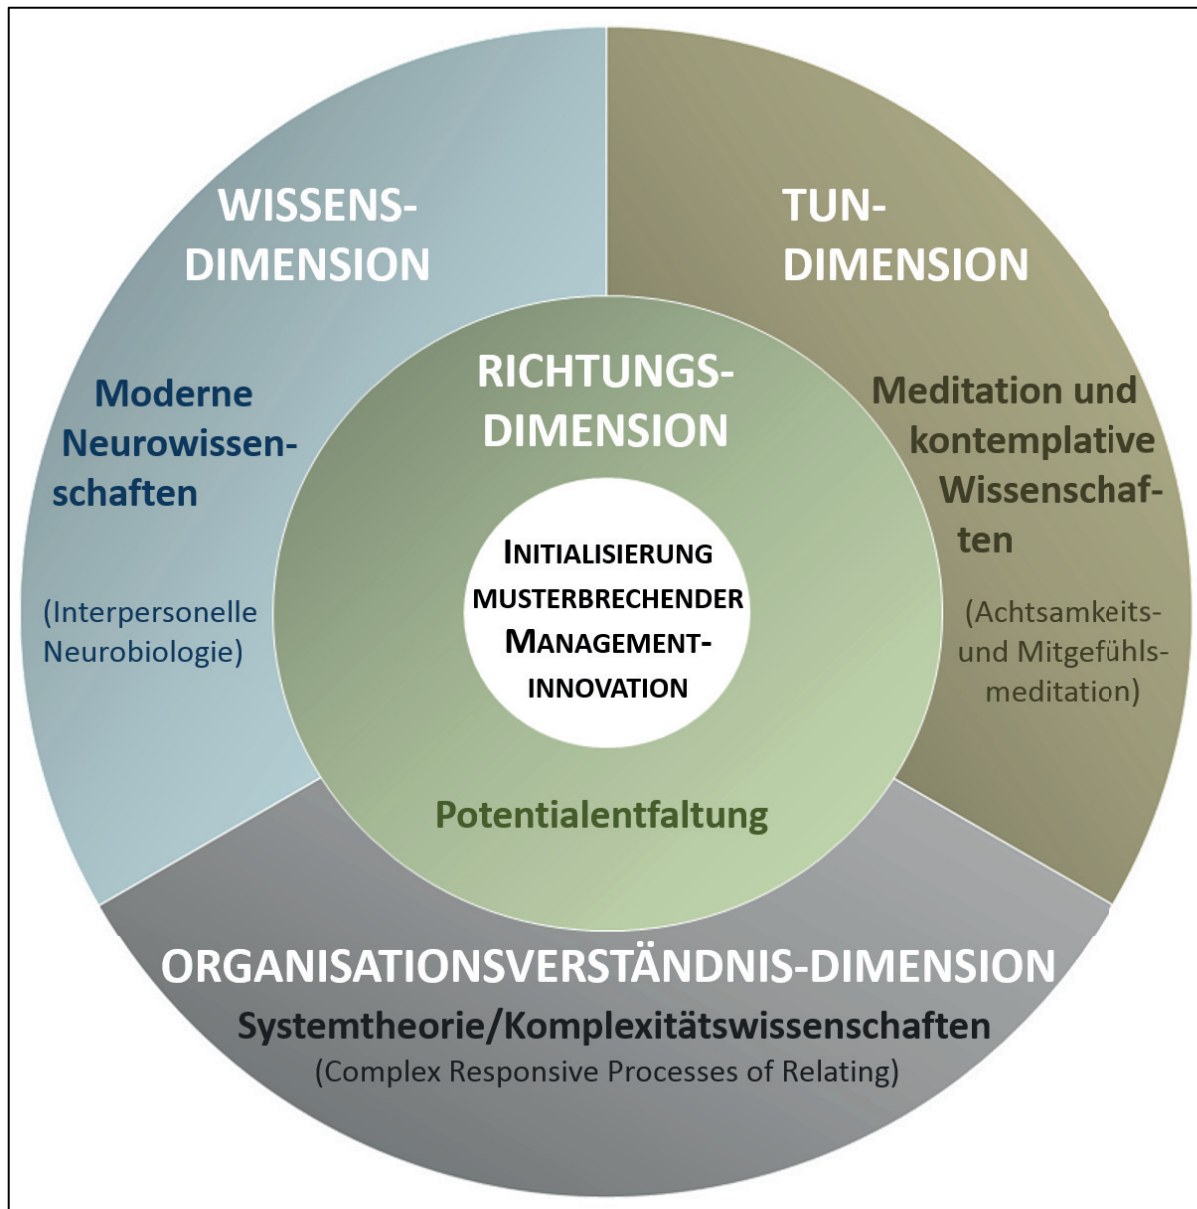 WISSENS-
DIMENSION
Moderne
Neurowissen-
schaften
(Interpersonelle
Neurobiologie)
TUN-
DIMENSION
Meditation und
kontemplative
Wissenschaf-
ten
(Achtsamkeits-
und Mitgefühls-
meditation)
RICHTUNGS-
DIMENSION
INITIALISIERUNG
MUSTERBRECHENDER
MANAGEMENT-
INNOVATION
Potentialentfaltung
ORGANISATIONSVERSTÄNDNIS-DIMENSION
Systemtheorie/Komplexitätswissenschaften
(Complex Responsive Processes of Relating)